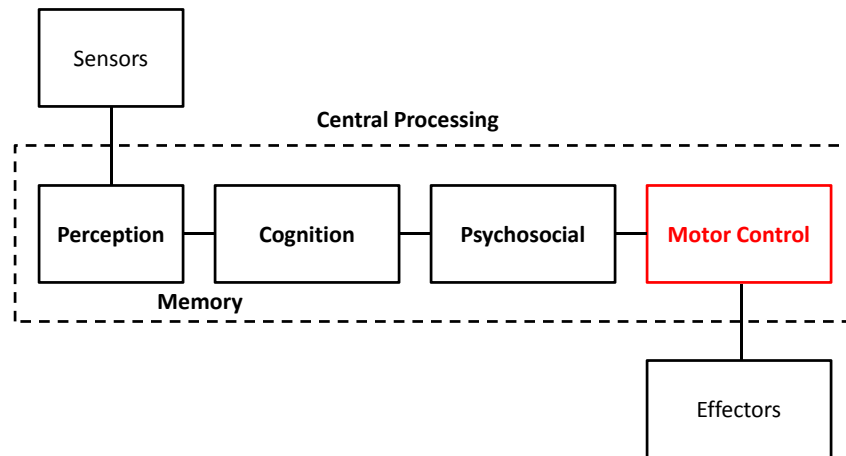 Sensors
Central Processing
Perception
Cognition
Psychosocial
Motor Control
Memory
Effectors